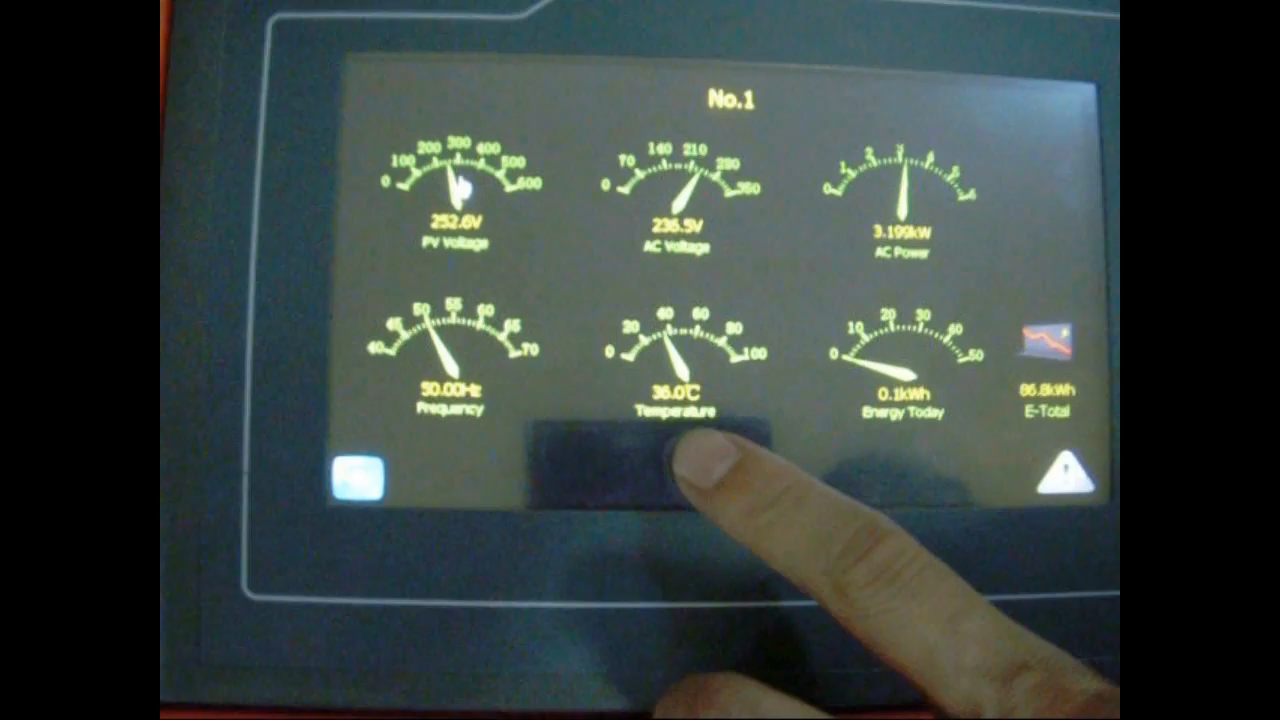 No.1
0 100 200 300 400 500 600
252.6V
PV Voltage
0 70 140 210 280 350
236.5V
AC Voltage
0 1 2 3 4 5 6
3.199kW
AC Power
40 45 50 55 60 65 70
50.00Hz
Frequency
0 20 40 60 80 100
36.0℃
Temperature
0 10 20 30 40 50
0.1kWh
Energy Today
86.8kWh
E-Total